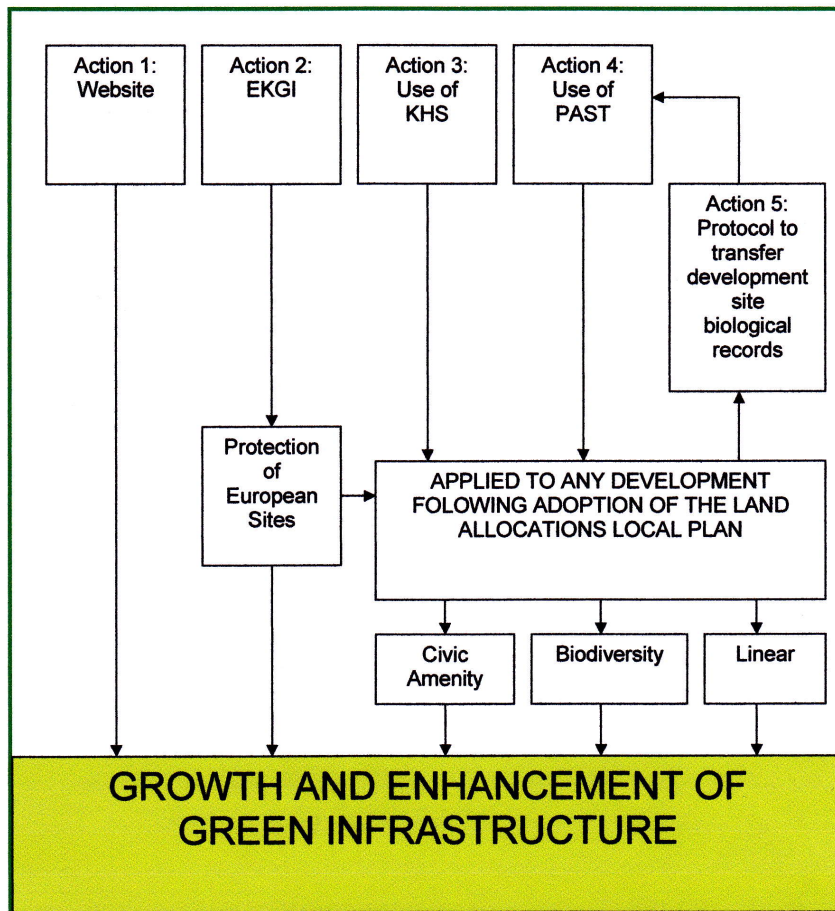 Action 1:
Website
Action 2:
EKGI
Action 3:
Use of
KHS
Action 4:
Use of
PAST
Action 5:
Protocol to
transfer
development
site
biological
records
Protection
of
European
Sites
APPLIED TO ANY DEVELOPMENT
FOLOWING ADOPTION OF THE LAND
ALLOCATIONS LOCAL PLAN
Civic
Amenity
Biodiversity
Linear
GROWTH AND ENHANCEMENT OF
GREEN INFRASTRUCTURE